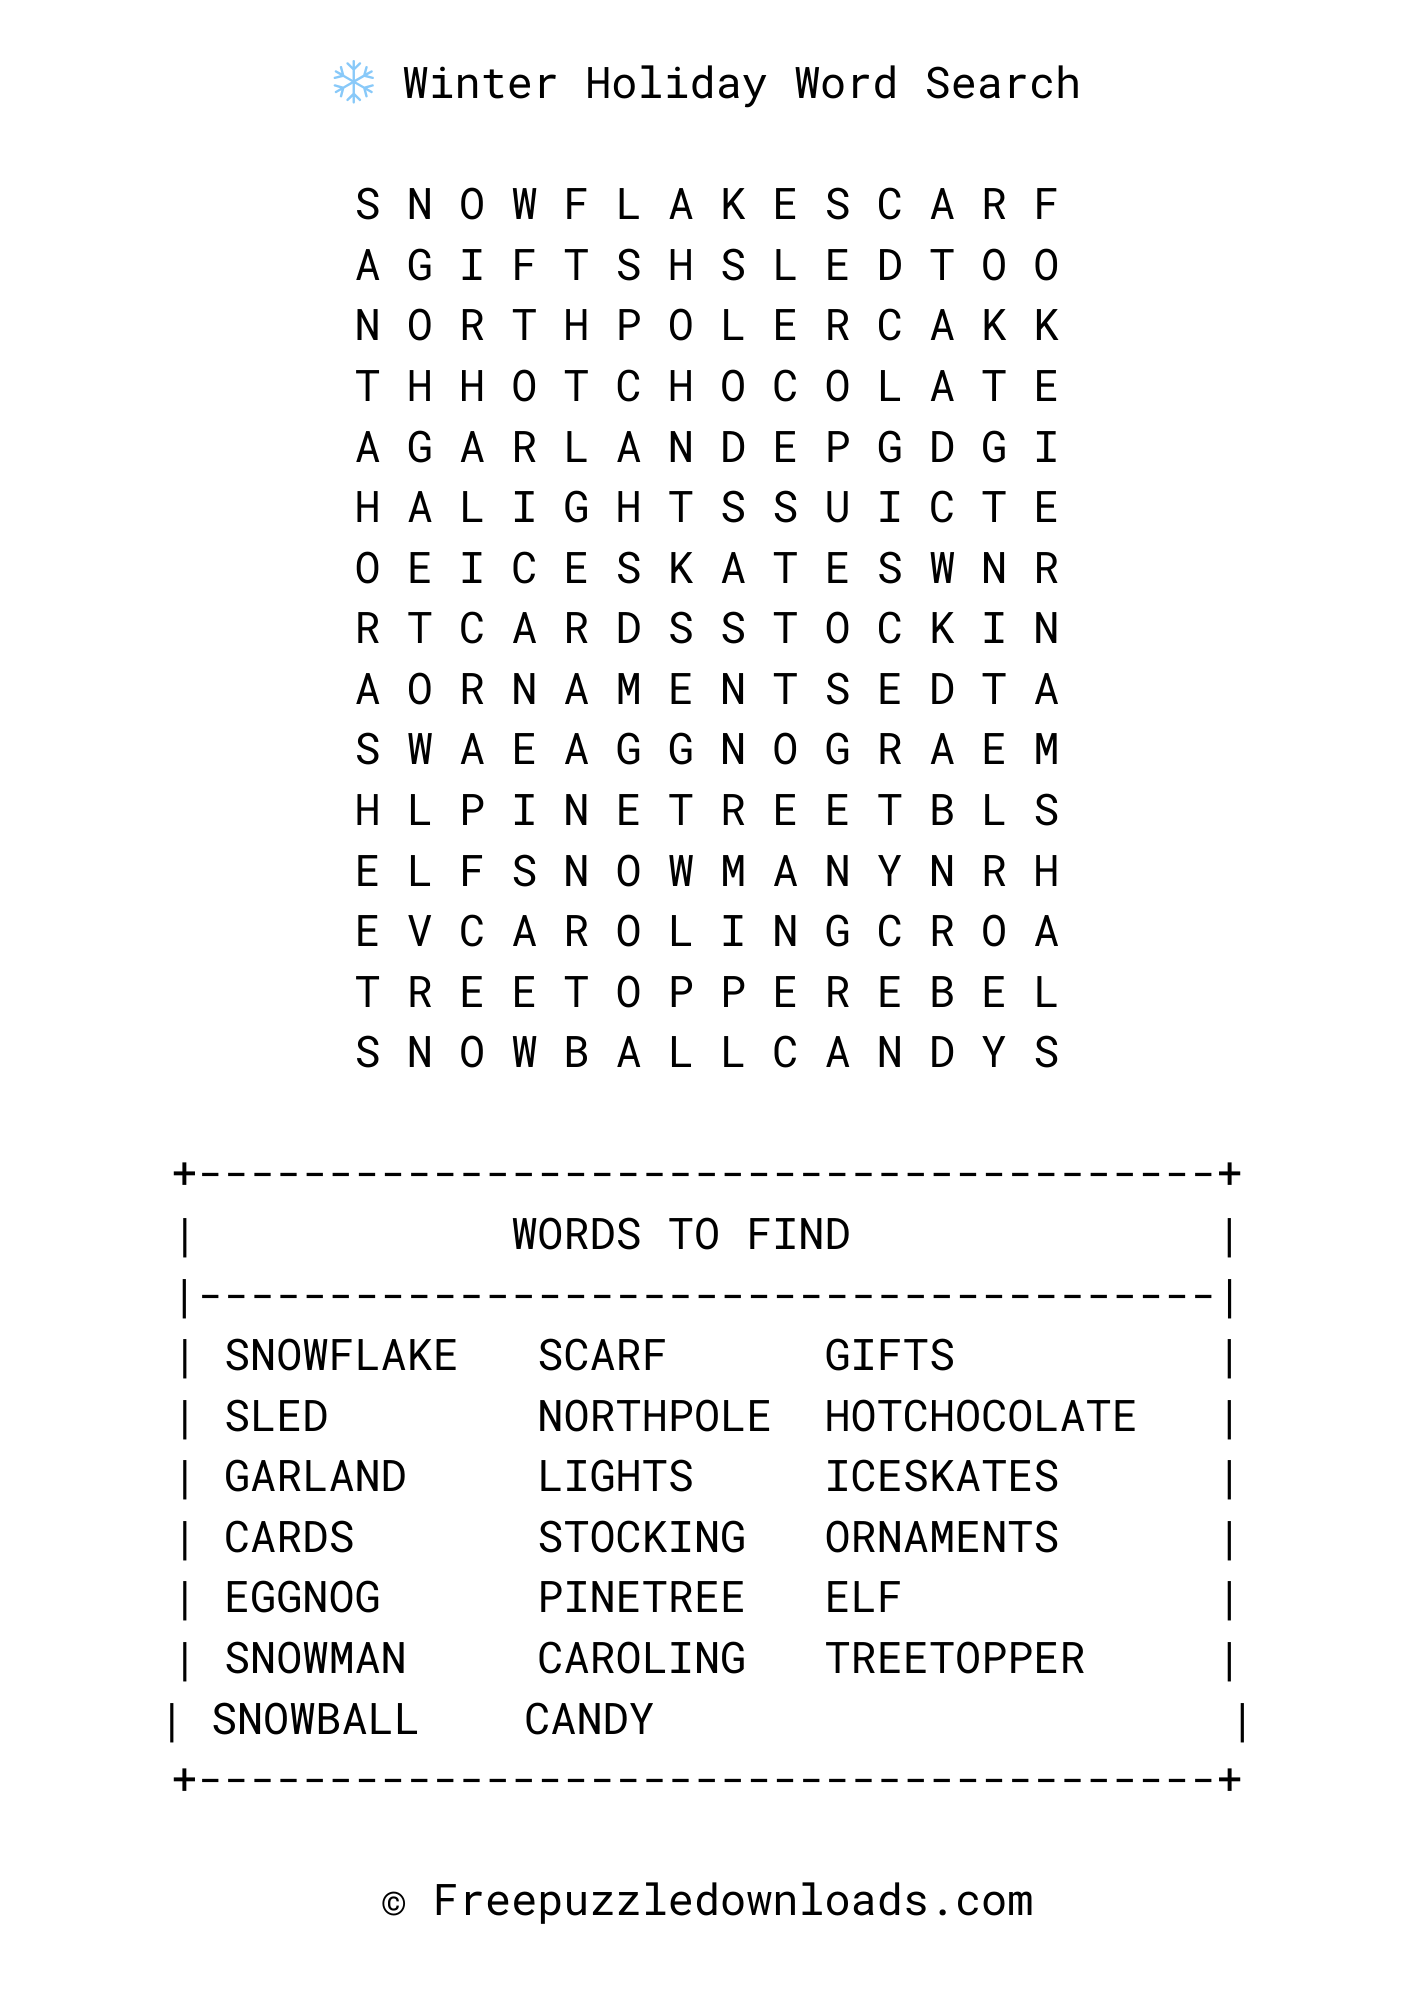 ❄️ Winter Holiday Word Search
S N O W F L A K E S C A R F
A G I F T S H S L E D T O O
N O R T H P O L E R C A K K
T H H O T C H O C O L A T E
A G A R L A N D E P G D G I
H A L I G H T S S U I C T E
O E I C E S K A T E S W N R
R T C A R D S S T O C K I N
A O R N A M E N T S E D T A
S W A E A G G N O G R A E M
H L P I N E T R E E T B L S
E L F S N O W M A N Y N R H
E V C A R O L I N G C R O A
T R E E T O P P E R E B E L
S N O W B A L L C A N D Y S
+---------------------------------------+
| WORDS TO FIND |
|---------------------------------------|
| SNOWFLAKE SCARF GIFTS |
| SLED NORTHPOLE HOTCHOCOLATE |
| GARLAND LIGHTS ICESKATES |
| CARDS STOCKING ORNAMENTS |
| EGGNOG PINETREE ELF |
| SNOWMAN CAROLING TREETOPPER |
| SNOWBALL CANDY |
+---------------------------------------+
© Freepuzzledownloads.com